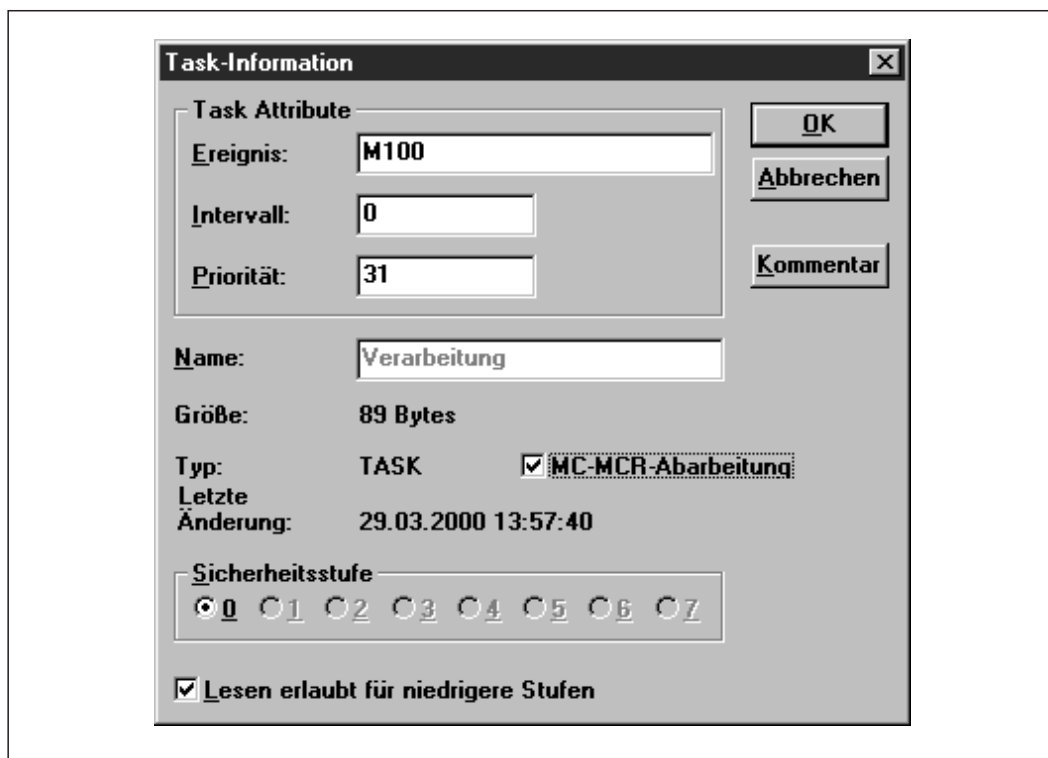 Task-Information
Task Attribute
Ereignis: M100
Intervall: 0
Priorität: 31
OK
Abbrechen
Kommentar
Name: Verarbeitung
Größe: 89 Bytes
Typ: TASK MC-MCR-Abarbeitung
Letzte
Änderung: 29.03.2000 13:57:40
Sicherheitsstufe
0 1 2 3 4 5 6 7
Lesen erlaubt für niedrigere Stufen